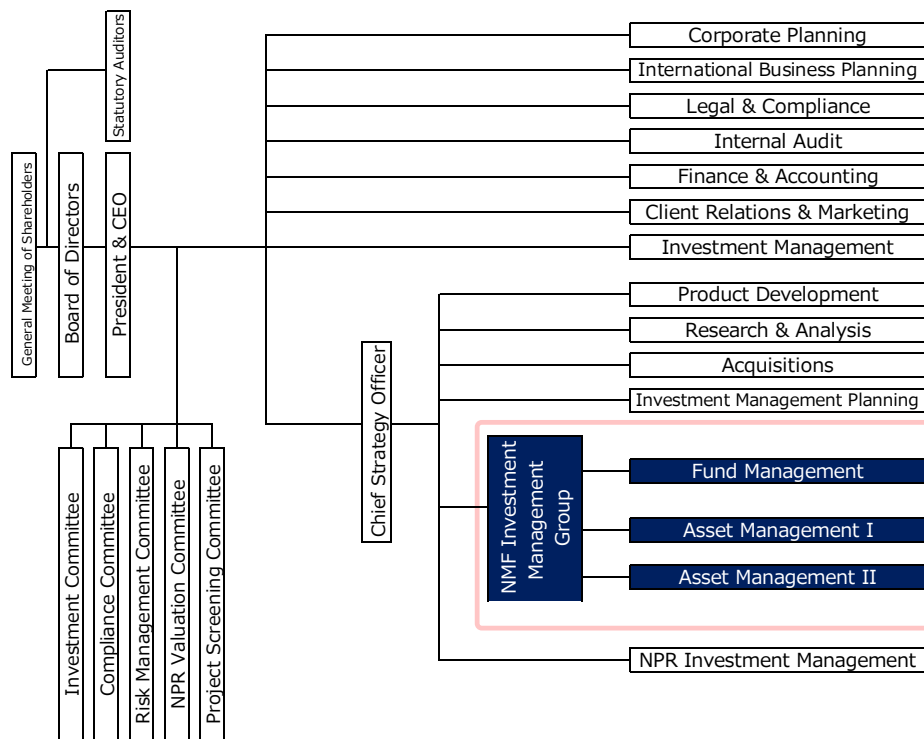 General Meeting of Shareholders
Board of Directors
President & CEO
Statutory Auditors
Corporate Planning
International Business Planning
Legal & Compliance
Internal Audit
Finance & Accounting
Client Relations & Marketing
Investment Management
Chief Strategy Officer
Product Development
Research & Analysis
Acquisitions
Investment Management Planning
NMF Investment
Management
Group
Fund Management
Asset Management I
Asset Management II
NPR Investment Management
Investment Committee
Compliance Committee
Risk Management Committee
NPR Valuation Committee
Project Screening Committee